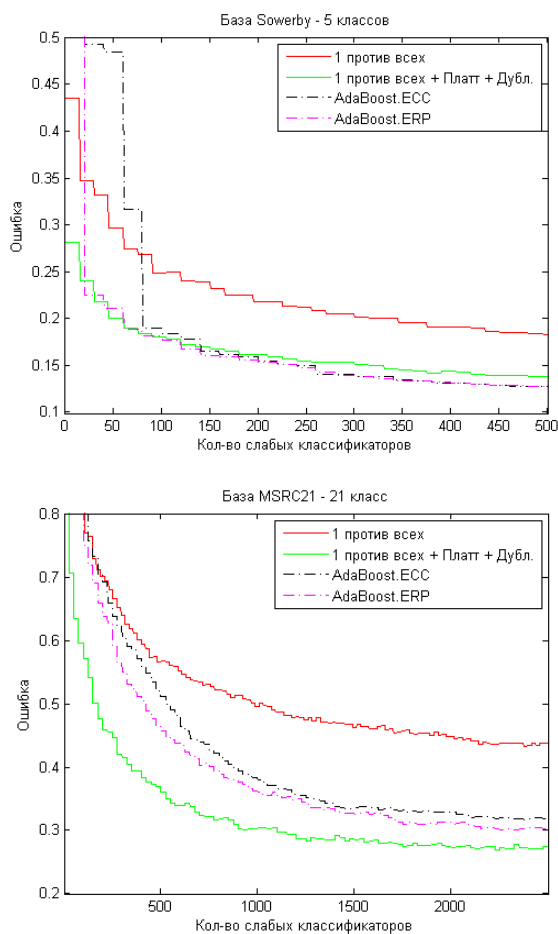 База Sowerby - 5 классов
0.5
0.45
0.4
0.35
0.3
0.25
0.2
0.15
0.1
Ошибка
1 против всех
1 против всех + Платт + Дубл.
AdaBoost.ECC
AdaBoost.ERP
0 50 100 150 200 250 300 350 400 450 500
Кол-во слабых классификаторов
База MSRC21 - 21 класс
0.8
0.7
0.6
0.5
0.4
0.3
0.2
Ошибка
1 против всех
1 против всех + Платт + Дубл.
AdaBoost.ECC
AdaBoost.ERP
500 1000 1500 2000
Кол-во слабых классификаторов